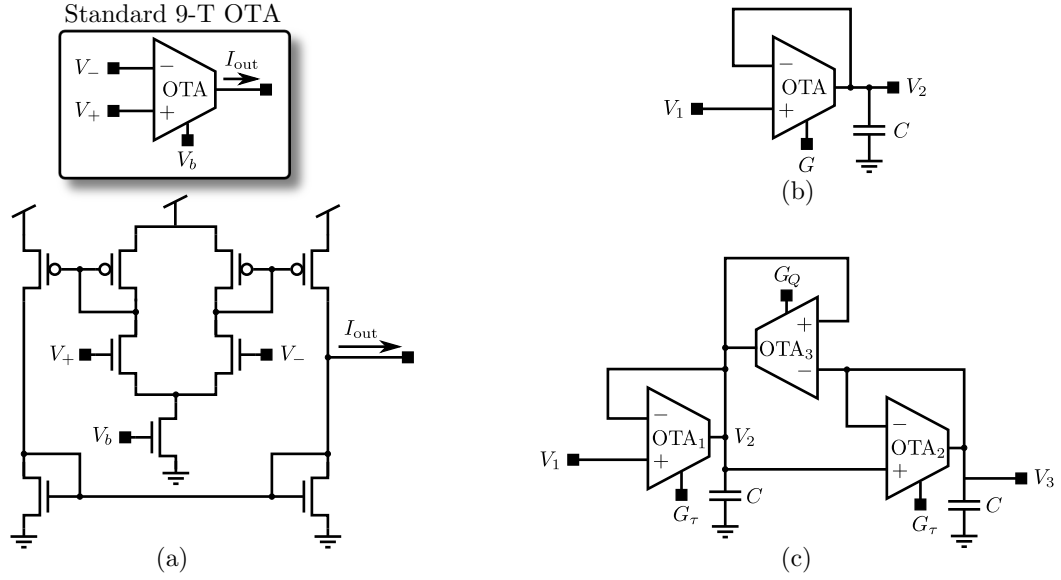 Standard 9-T OTA
V₋
−
OTA
+
V₊
I_out
V_b
V₊
V₋
I_out
V_b
(a)
V₁
−
OTA
+
V₂
C
G
(b)
G_Q
+
OTA₃
−
−
OTA₁
+
V₁
V₂
G_τ
C
−
OTA₂
+
V₃
G_τ
C
(c)